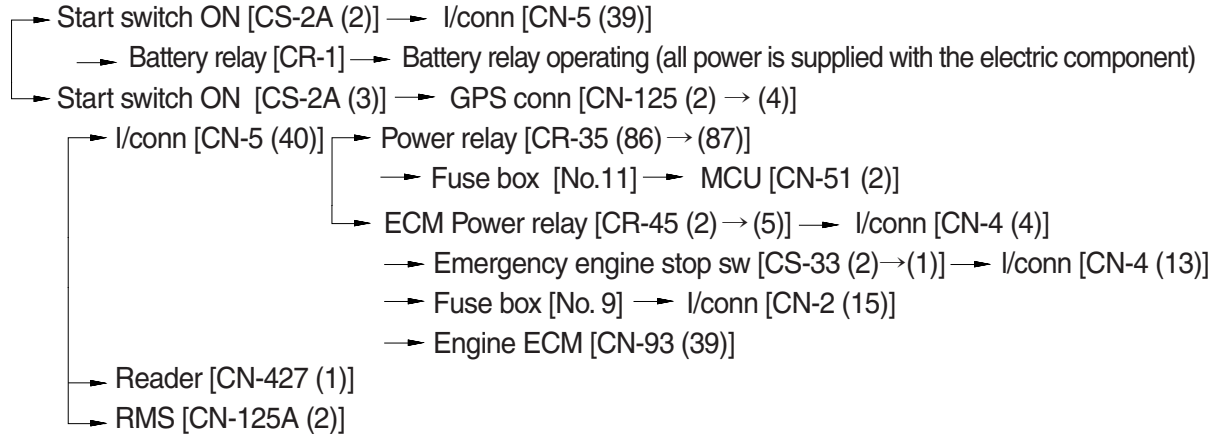 Start switch ON [CS-2A (2)] → I/conn [CN-5 (39)]
→ Battery relay [CR-1] → Battery relay operating (all power is supplied with the electric component)
Start switch ON [CS-2A (3)] → GPS conn [CN-125 (2) → (4)]
→ I/conn [CN-5 (40)] → Power relay [CR-35 (86) → (87)]
→ Fuse box [No.11] → MCU [CN-51 (2)]
→ ECM Power relay [CR-45 (2) → (5)] → I/conn [CN-4 (4)]
→ Emergency engine stop sw [CS-33 (2)→(1)] → I/conn [CN-4 (13)]
→ Fuse box [No. 9] → I/conn [CN-2 (15)]
→ Engine ECM [CN-93 (39)]
→ Reader [CN-427 (1)]
→ RMS [CN-125A (2)]